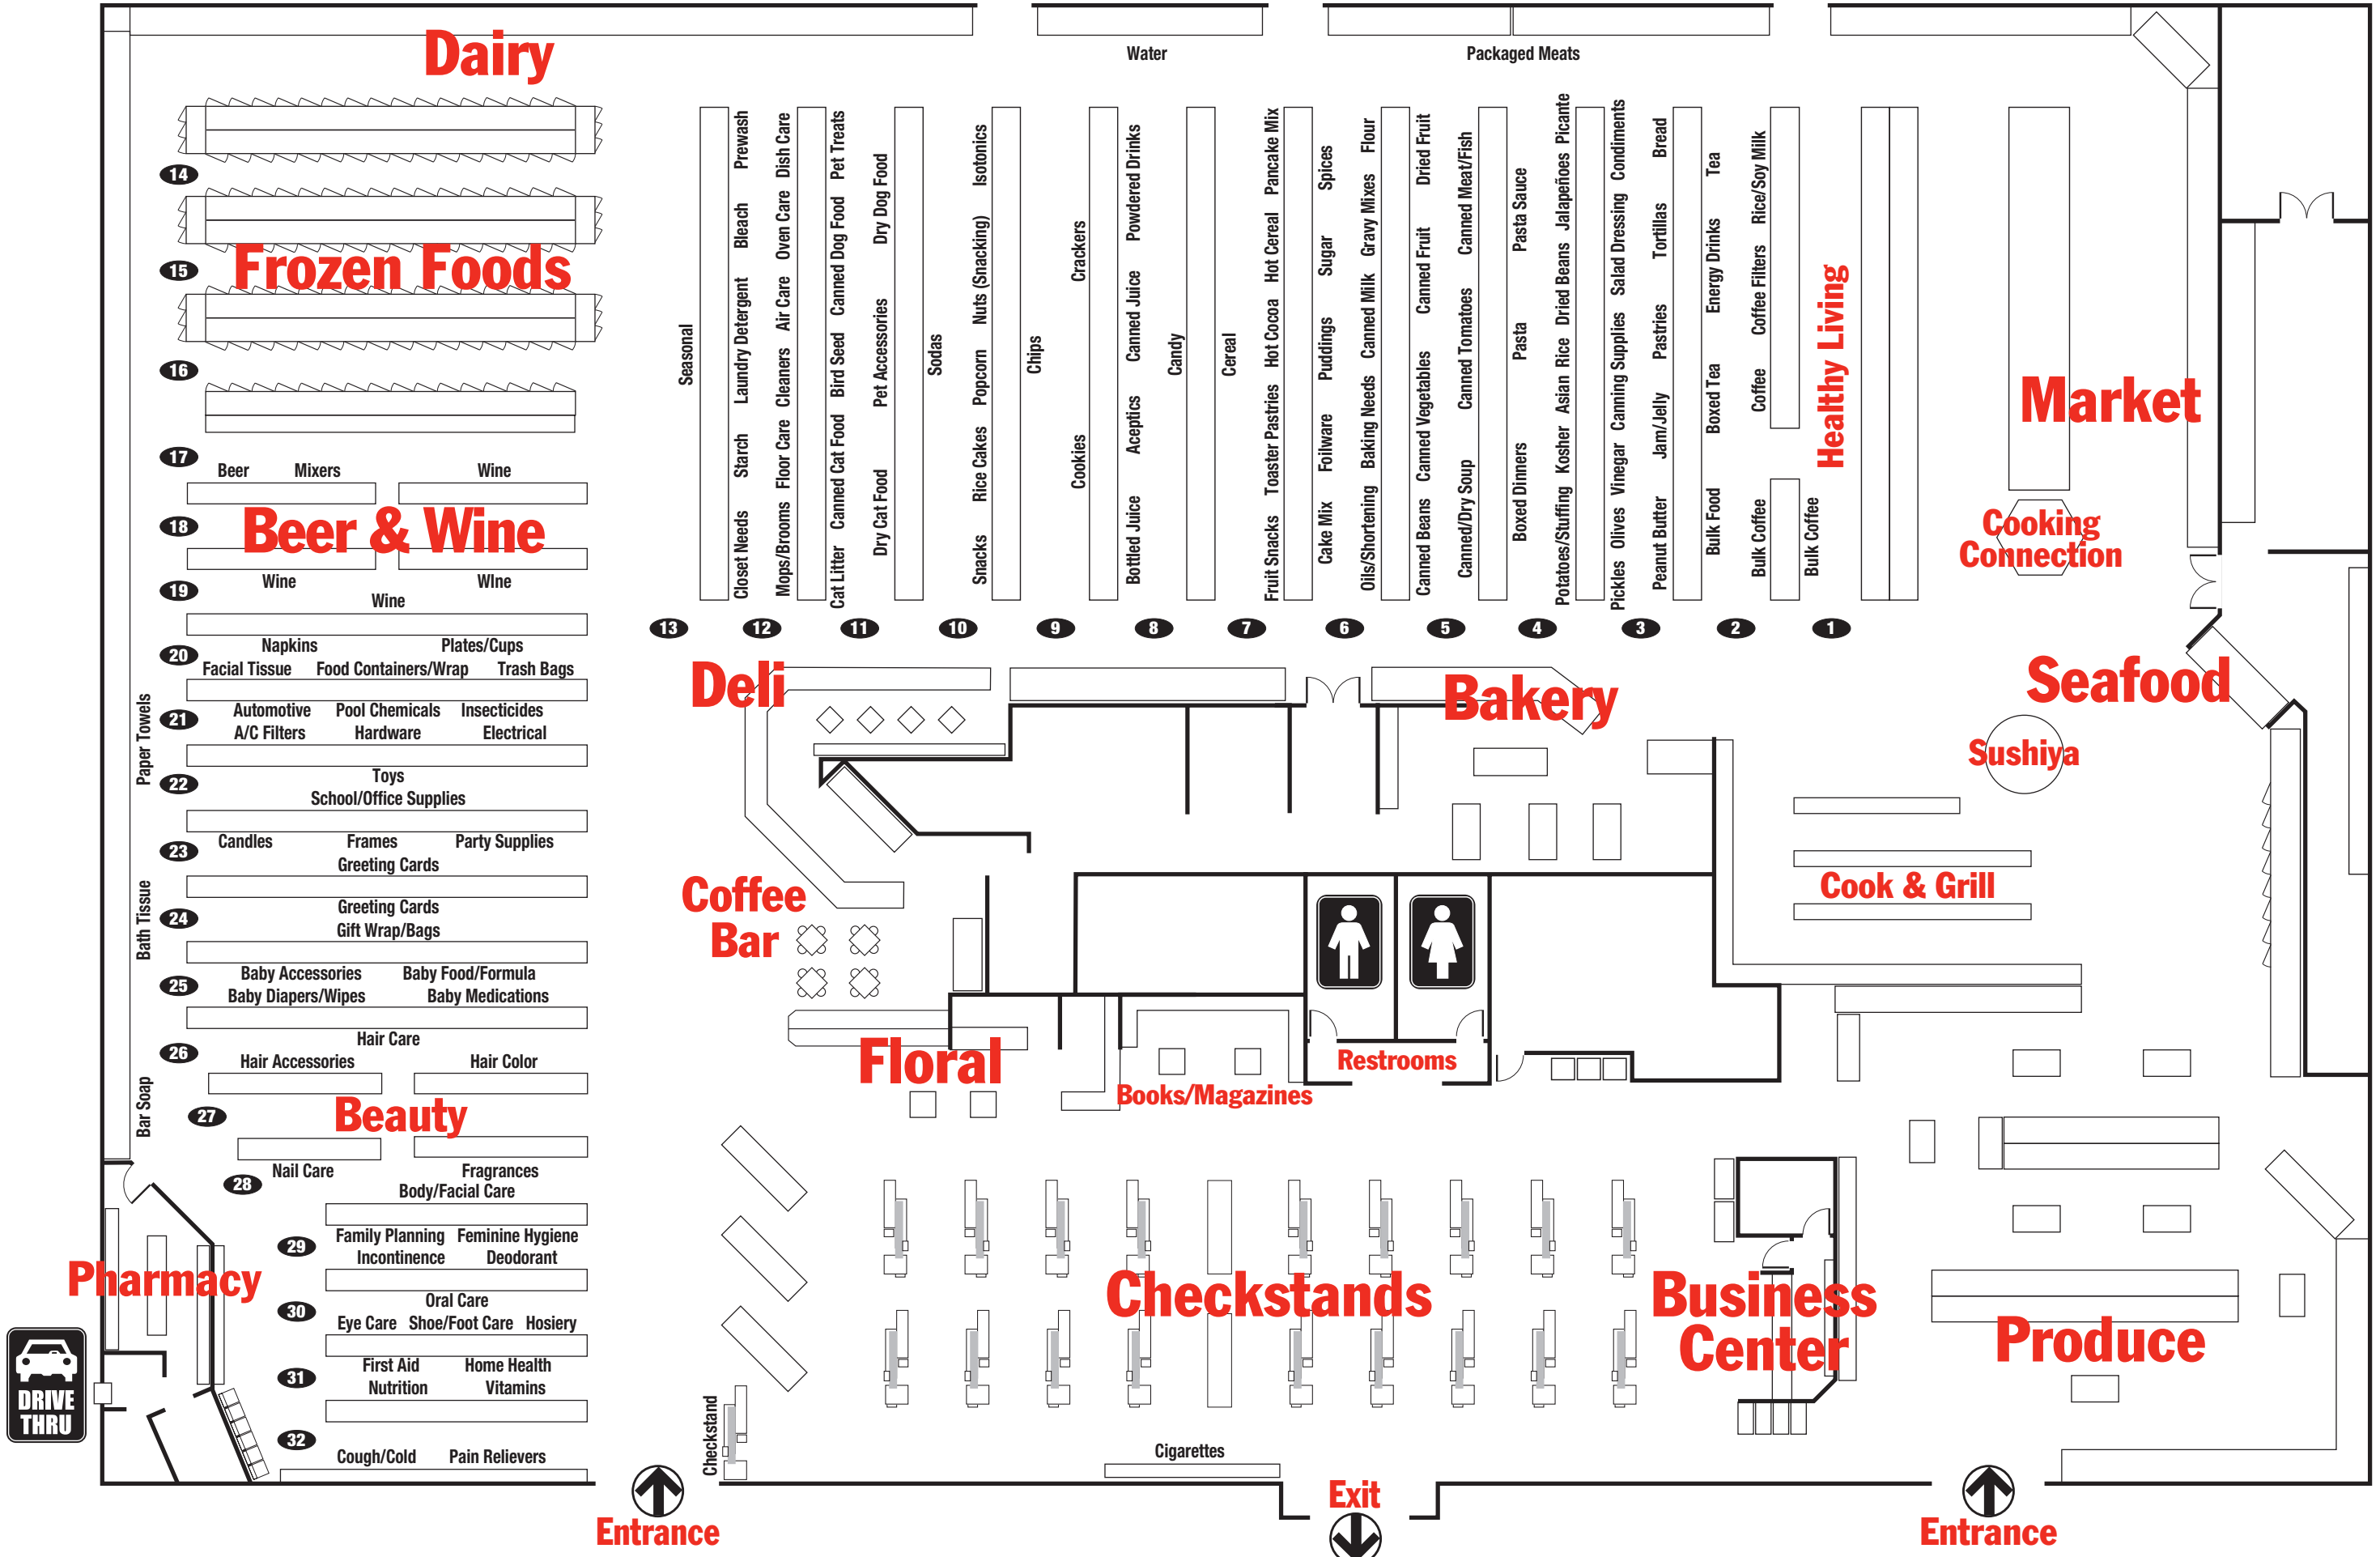 Dairy
Water
Packaged Meats
14
Frozen Foods
15
16
17
Beer Mixers Wine
Beer & Wine
18
Wine WIne
19
Wine
Napkins Plates/Cups
20
Facial Tissue Food Containers/Wrap Trash Bags
Automotive Pool Chemicals Insecticides
21
A/C Filters Hardware Electrical
Toys
22
School/Office Supplies
Candles Frames Party Supplies
23
Greeting Cards
Greeting Cards
24
Gift Wrap/Bags
Baby Accessories Baby Food/Formula
25
Baby Diapers/Wipes Baby Medications
Hair Care
26
Hair Accessories Hair Color
Beauty
27
Nail Care Fragrances
28
Body/Facial Care
Family Planning Feminine Hygiene
29
Incontinence Deodorant
Oral Care
30
Eye Care Shoe/Foot Care Hosiery
First Aid Home Health
31
Nutrition Vitamins
32
Cough/Cold Pain Relievers
Paper Towels
Bath Tissue
Bar Soap
Pharmacy
DRIVE
THRU
Seasonal
Closet Needs Starch Laundry Detergent Bleach Prewash
Mops/Brooms Floor Care Cleaners Air Care Oven Care Dish Care
Cat Litter Canned Cat Food Bird Seed Canned Dog Food Pet Treats
Dry Cat Food Pet Accessories Dry Dog Food
Sodas
Snacks Rice Cakes Popcorn Nuts (Snacking) Isotonics
Chips
Cookies Crackers
Bottled Juice Aceptics Canned Juice Powdered Drinks
Candy
Cereal
Fruit Snacks Toaster Pastries Hot Cocoa Hot Cereal Pancake Mix
Cake Mix Foilware Puddings Sugar Spices
Oils/Shortening Baking Needs Canned Milk Gravy Mixes Flour
Canned Beans Canned Vegetables Canned Fruit Dried Fruit
Canned/Dry Soup Canned Tomatoes Canned Meat/Fish
Boxed Dinners Pasta Pasta Sauce
Potatoes/Stuffing Kosher Asian Rice Dried Beans Jalapeños Picante
Pickles Olives Vinegar Canning Supplies Salad Dressing Condiments
Peanut Butter Jam/Jelly Pastries Tortillas Bread
Bulk Food Boxed Tea Energy Drinks Tea
Bulk Coffee Coffee Coffee Filters Rice/Soy Milk
Bulk Coffee
Healthy Living
13 12 11 10 9 8 7 6 5 4 3 2 1
Market
Cooking
Connection
Seafood
Sushiya
Cook & Grill
Deli
Bakery
Coffee
Bar
Floral
Books/Magazines
Restrooms
Checkstands
Business
Center
Produce
Checkstand
Cigarettes
Entrance
Exit
Entrance